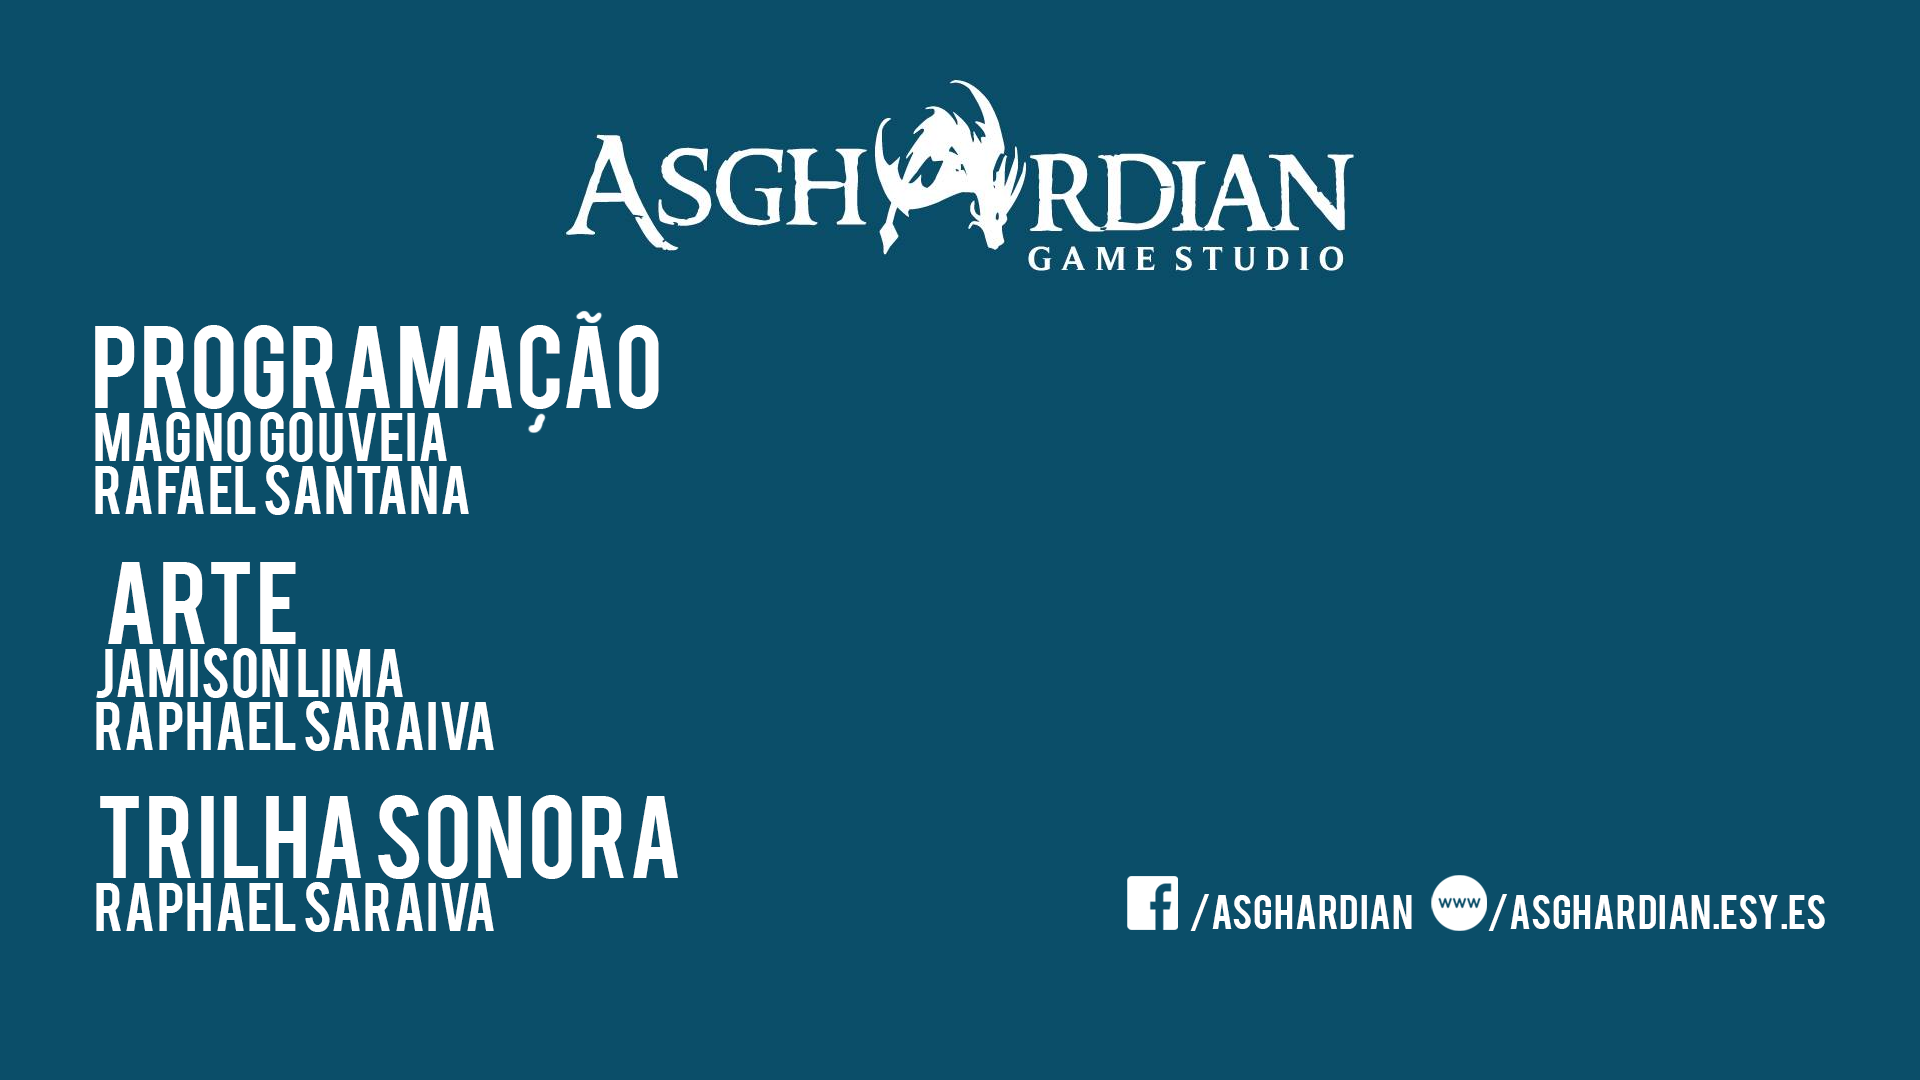 ASGHARDIAN
GAME STUDIO
PROGRAMAÇÃO
MAGNO GOUVEIA
RAFAEL SANTANA
ARTE
JAMISON LIMA
RAPHAEL SARAIVA
TRILHA SONORA
RAPHAEL SARAIVA
f /ASGHARDIAN www /ASGHARDIAN.ESY.ES